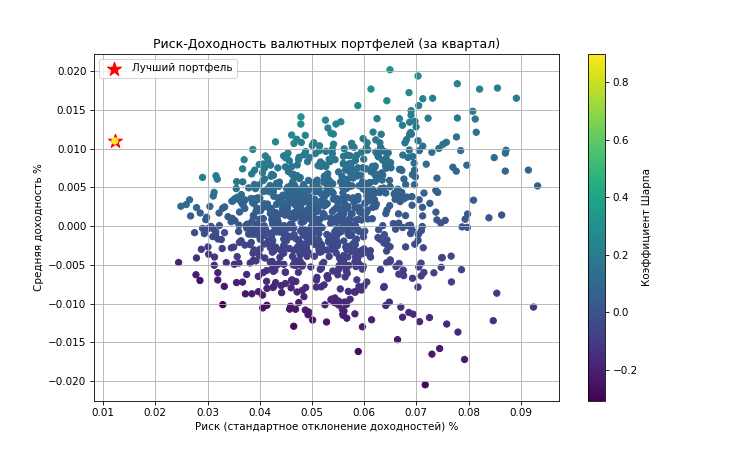 Риск-Доходность валютных портфелей (за квартал)
Лучший портфель
Средняя доходность %
0.020
0.015
0.010
0.005
0.000
−0.005
−0.010
−0.015
−0.020
0.01 0.02 0.03 0.04 0.05 0.06 0.07 0.08 0.09
Риск (стандартное отклонение доходностей) %
0.8
0.6
0.4
0.2
0.0
−0.2
Коэффициент Шарпа